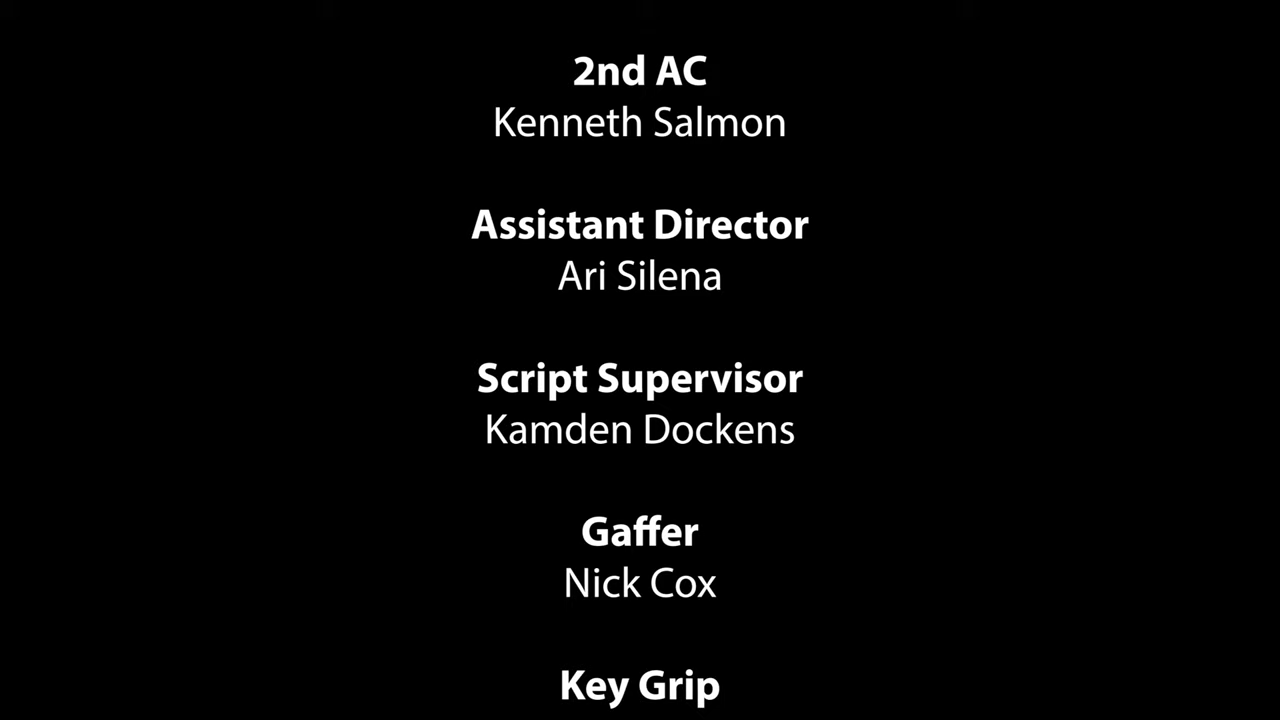 2nd AC
Kenneth Salmon
Assistant Director
Ari Silena
Script Supervisor
Kamden Dockens
Gaffer
Nick Cox
Key Grip